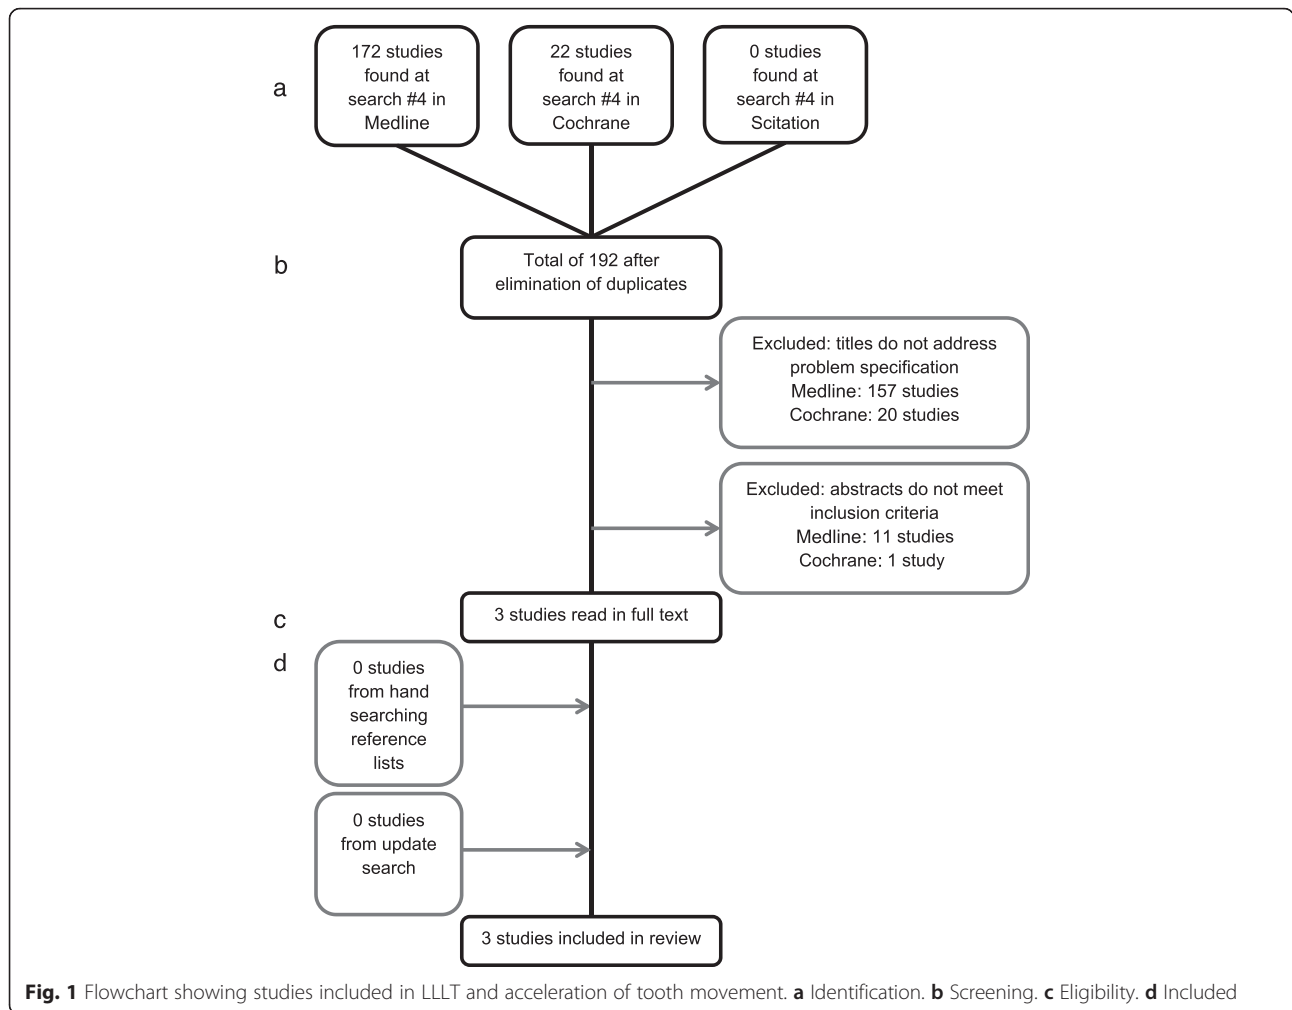 172 studies
found at
search #4 in
Medline
22 studies
found at
search #4 in
Cochrane
0 studies
found at
search #4 in
Scitation
a
b
Total of 192 after
elimination of duplicates
Excluded: titles do not address
problem specification
Medline: 157 studies
Cochrane: 20 studies
Excluded: abstracts do not meet
inclusion criteria
Medline: 11 studies
Cochrane: 1 study
c
3 studies read in full text
d
0 studies
from hand
searching
reference
lists
0 studies
from update
search
3 studies included in review
Fig. 1 Flowchart showing studies included in LLLT and acceleration of tooth movement. a Identification. b Screening. c Eligibility. d Included